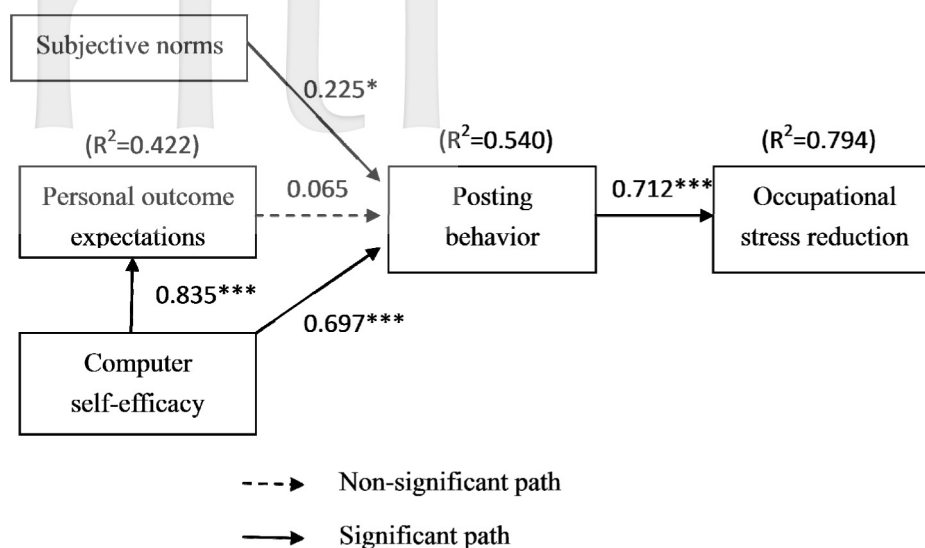 Subjective norms
0.225*
(R²=0.422)
(R²=0.540)
(R²=0.794)
Personal outcome
expectations
0.065
Posting
behavior
0.712***
Occupational
stress reduction
0.835***
0.697***
Computer
self-efficacy
Non-significant path
Significant path